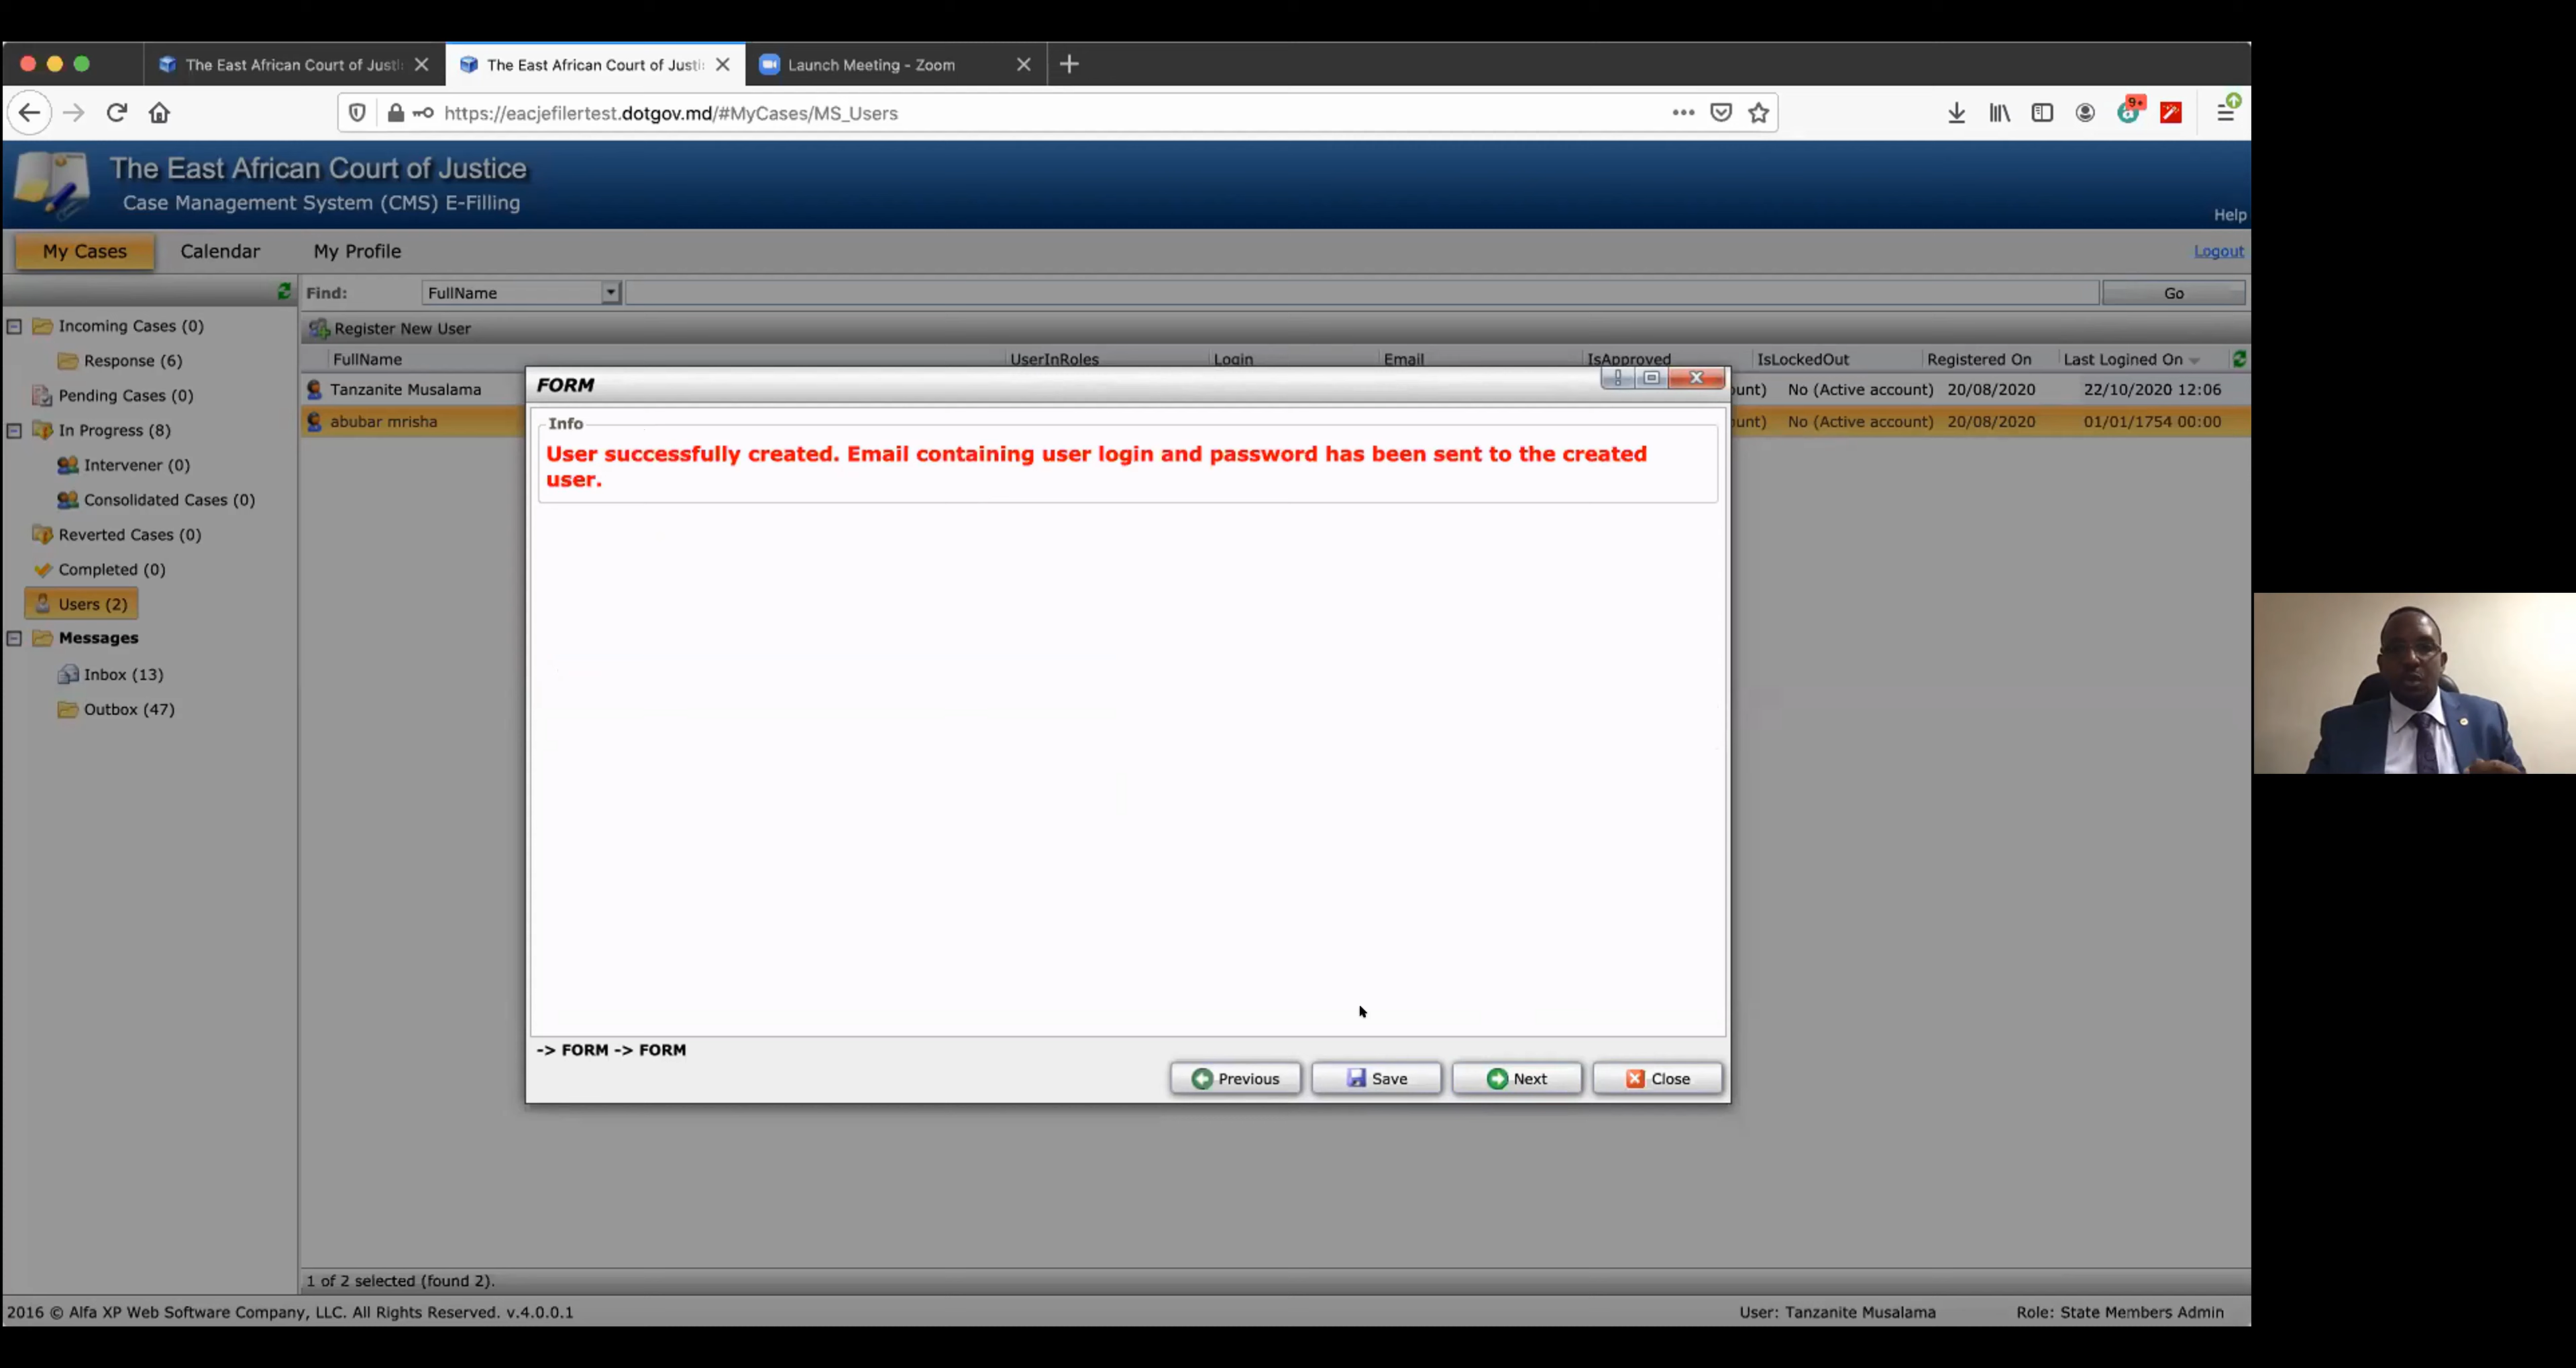 The East African Court of Justi
The East African Court of Justi
Launch Meeting - Zoom
https://eacjefilertest.dotgov.md/#MyCases/MS_Users
9+
The East African Court of Justice
Case Management System (CMS) E-Filling
Help
My Cases Calendar My Profile Logout
Find: FullName Go
Register New User
FullName UserInRoles Login Email IsApproved IsLockedOut Registered On Last Logined On
Tanzanite Musalama ount) No (Active account) 20/08/2020 22/10/2020 12:06
abubar mrisha ount) No (Active account) 20/08/2020 01/01/1754 00:00
Incoming Cases (0)
Response (6)
Pending Cases (0)
In Progress (8)
Intervener (0)
Consolidated Cases (0)
Reverted Cases (0)
Completed (0)
Users (2)
Messages
Inbox (13)
Outbox (47)
FORM
Info
User successfully created. Email containing user login and password has been sent to the created
user.
-> FORM -> FORM
Previous Save Next Close
1 of 2 selected (found 2).
2016 © Alfa XP Web Software Company, LLC. All Rights Reserved. v.4.0.0.1 User: Tanzanite Musalama Role: State Members Admin